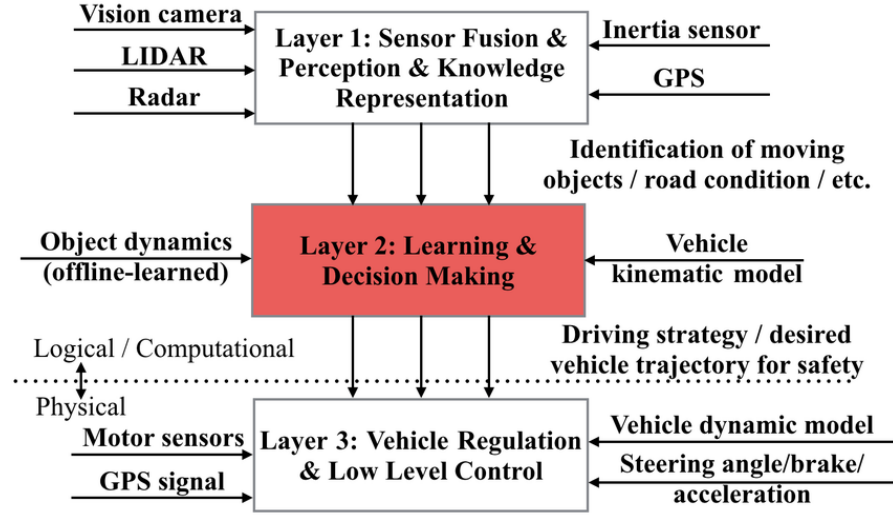 Vision camera
LIDAR
Radar
Layer 1: Sensor Fusion &
Perception & Knowledge
Representation
Inertia sensor
GPS
Identification of moving
objects / road condition / etc.
Object dynamics
(offline-learned)
Layer 2: Learning &
Decision Making
Vehicle
kinematic model
Driving strategy / desired
vehicle trajectory for safety
Logical / Computational
Physical
Motor sensors
GPS signal
Layer 3: Vehicle Regulation
& Low Level Control
Vehicle dynamic model
Steering angle/brake/
acceleration